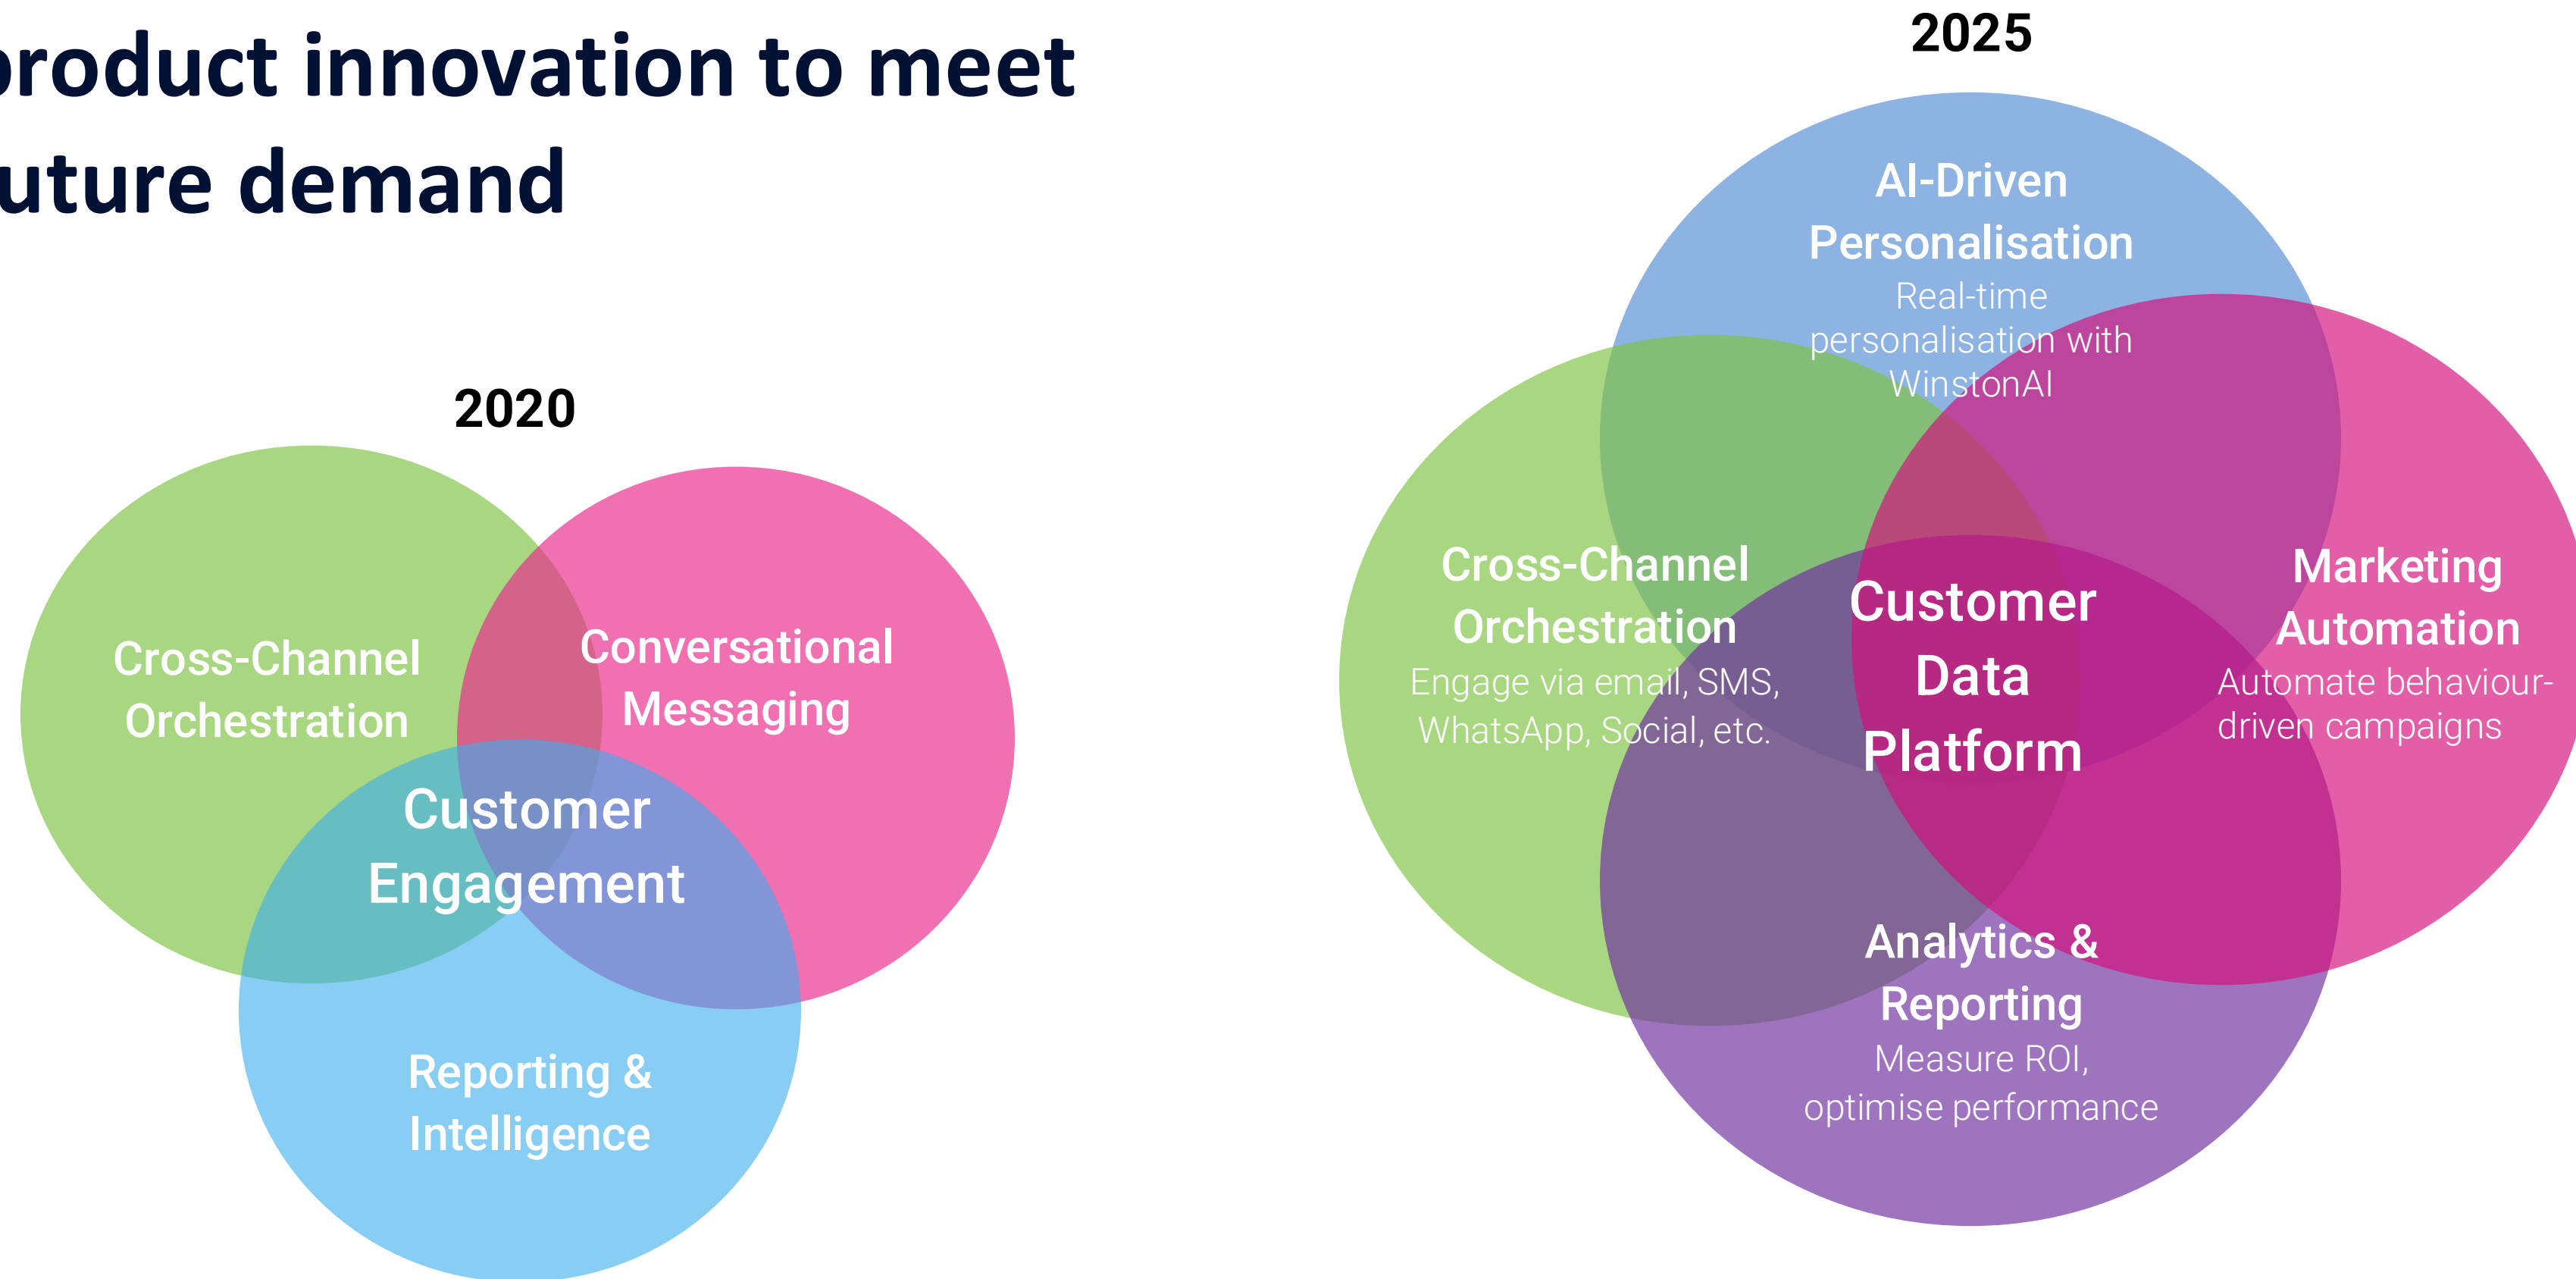 product innovation to meet
uture demand
2020
Cross-Channel
Orchestration
Conversational
Messaging
Customer
Engagement
Reporting &
Intelligence
2025
AI-Driven
Personalisation
Real-time
personalisation with
WinstonAI
Cross-Channel
Orchestration
Engage via email, SMS,
WhatsApp, Social, etc.
Customer
Data
Platform
Marketing
Automation
Automate behaviour-
driven campaigns
Analytics &
Reporting
Measure ROI,
optimise performance